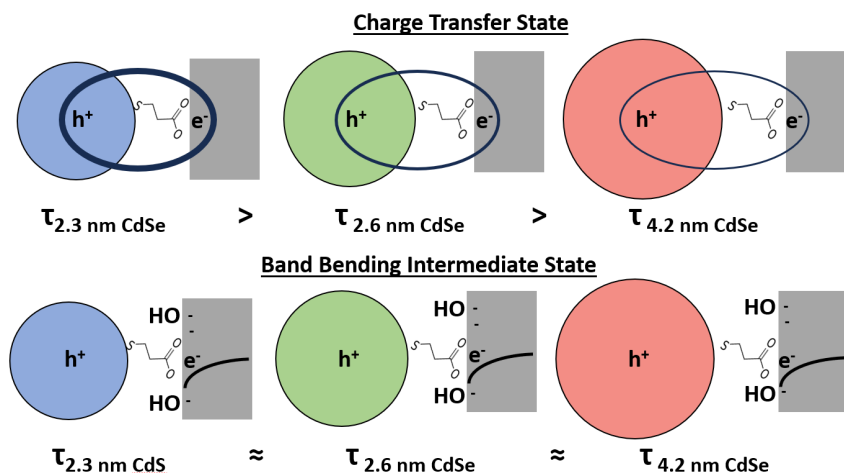 Charge Transfer State
h+ S O O e-
h+ S O O e-
h+ S O O e-
τ2.3 nm CdSe > τ2.6 nm CdSe > τ4.2 nm CdSe
Band Bending Intermediate State
HO - - HO - - HO - -
h+ S O O e- h+ S O O e- h+ S O O e-
HO - HO - HO -
τ2.3 nm CdS ≈ τ2.6 nm CdSe ≈ τ4.2 nm CdSe